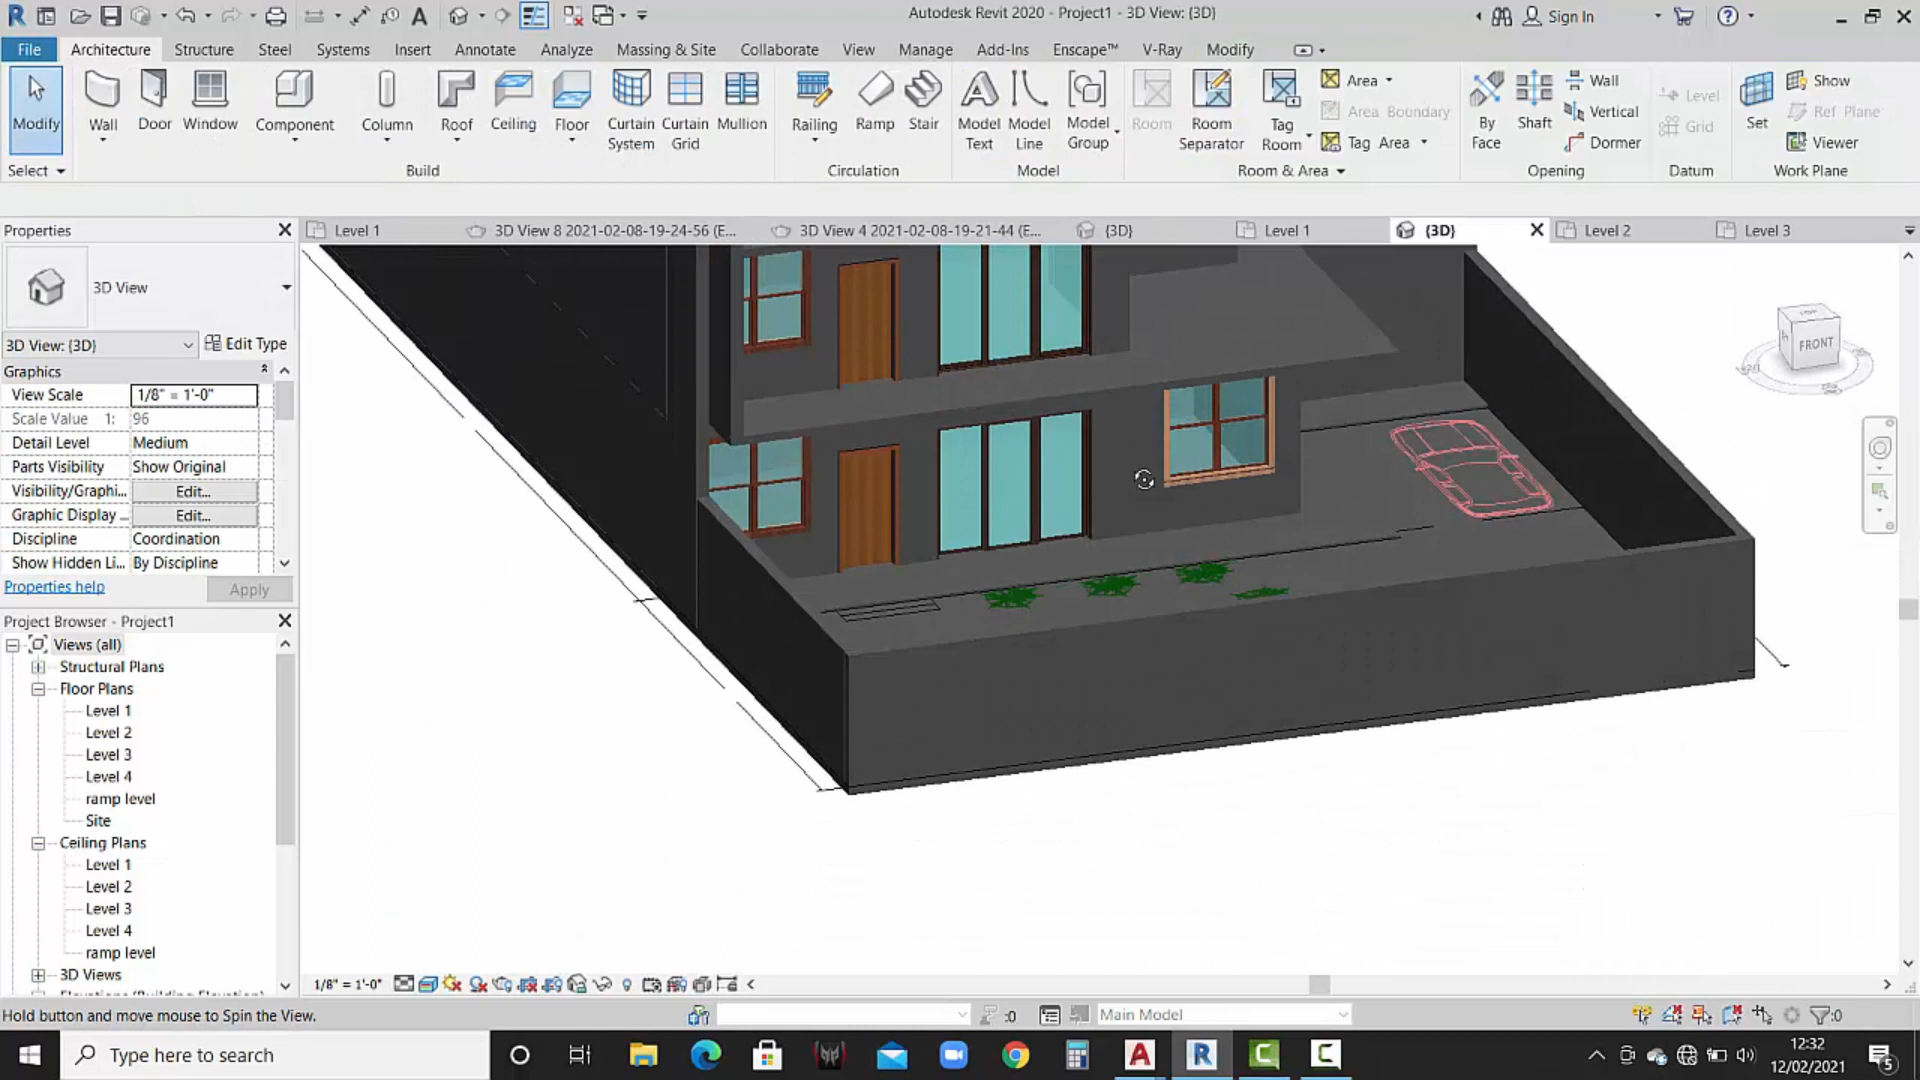 Autodesk Revit 2020 - Project1 - 3D View: {3D}
Sign In
File Architecture Structure Steel Systems Insert Annotate Analyze Massing & Site Collaborate View Manage Add-Ins Enscape™ V-Ray Modify
Modify
Wall
Door
Window
Component
Column
Roof
Ceiling
Floor
Curtain System
Curtain Grid
Mullion
Railing
Ramp
Stair
Model Text
Model Line
Model Group
Room
Room Separator
Tag Room
Area
Area Boundary
Tag Area
By Face
Shaft
Wall
Vertical
Dormer
Level
Grid
Set
Show
Ref Plane
Viewer
Select Build Circulation Model Room & Area Opening Datum Work Plane
Properties
Level 1 3D View 8 2021-02-08-19-24-56 (E... 3D View 4 2021-02-08-19-21-44 (E... {3D} Level 1 {3D} Level 2 Level 3
3D View
3D View: {3D} Edit Type
Graphics
View Scale 1/8" = 1'-0"
Scale Value 1: 96
Detail Level Medium
Parts Visibility Show Original
Visibility/Graphi... Edit...
Graphic Display ... Edit...
Discipline Coordination
Show Hidden Li... By Discipline
Properties help Apply
TOP
FRONT
Project Browser - Project1
Views (all)
Structural Plans
Floor Plans
Level 1
Level 2
Level 3
Level 4
ramp level
Site
Ceiling Plans
Level 1
Level 2
Level 3
Level 4
ramp level
3D Views
Elevations (Building Elevation)
1/8" = 1'-0"
Hold button and move mouse to Spin the View.
:0
Main Model
:0
Type here to search
12:32
12/02/2021
5